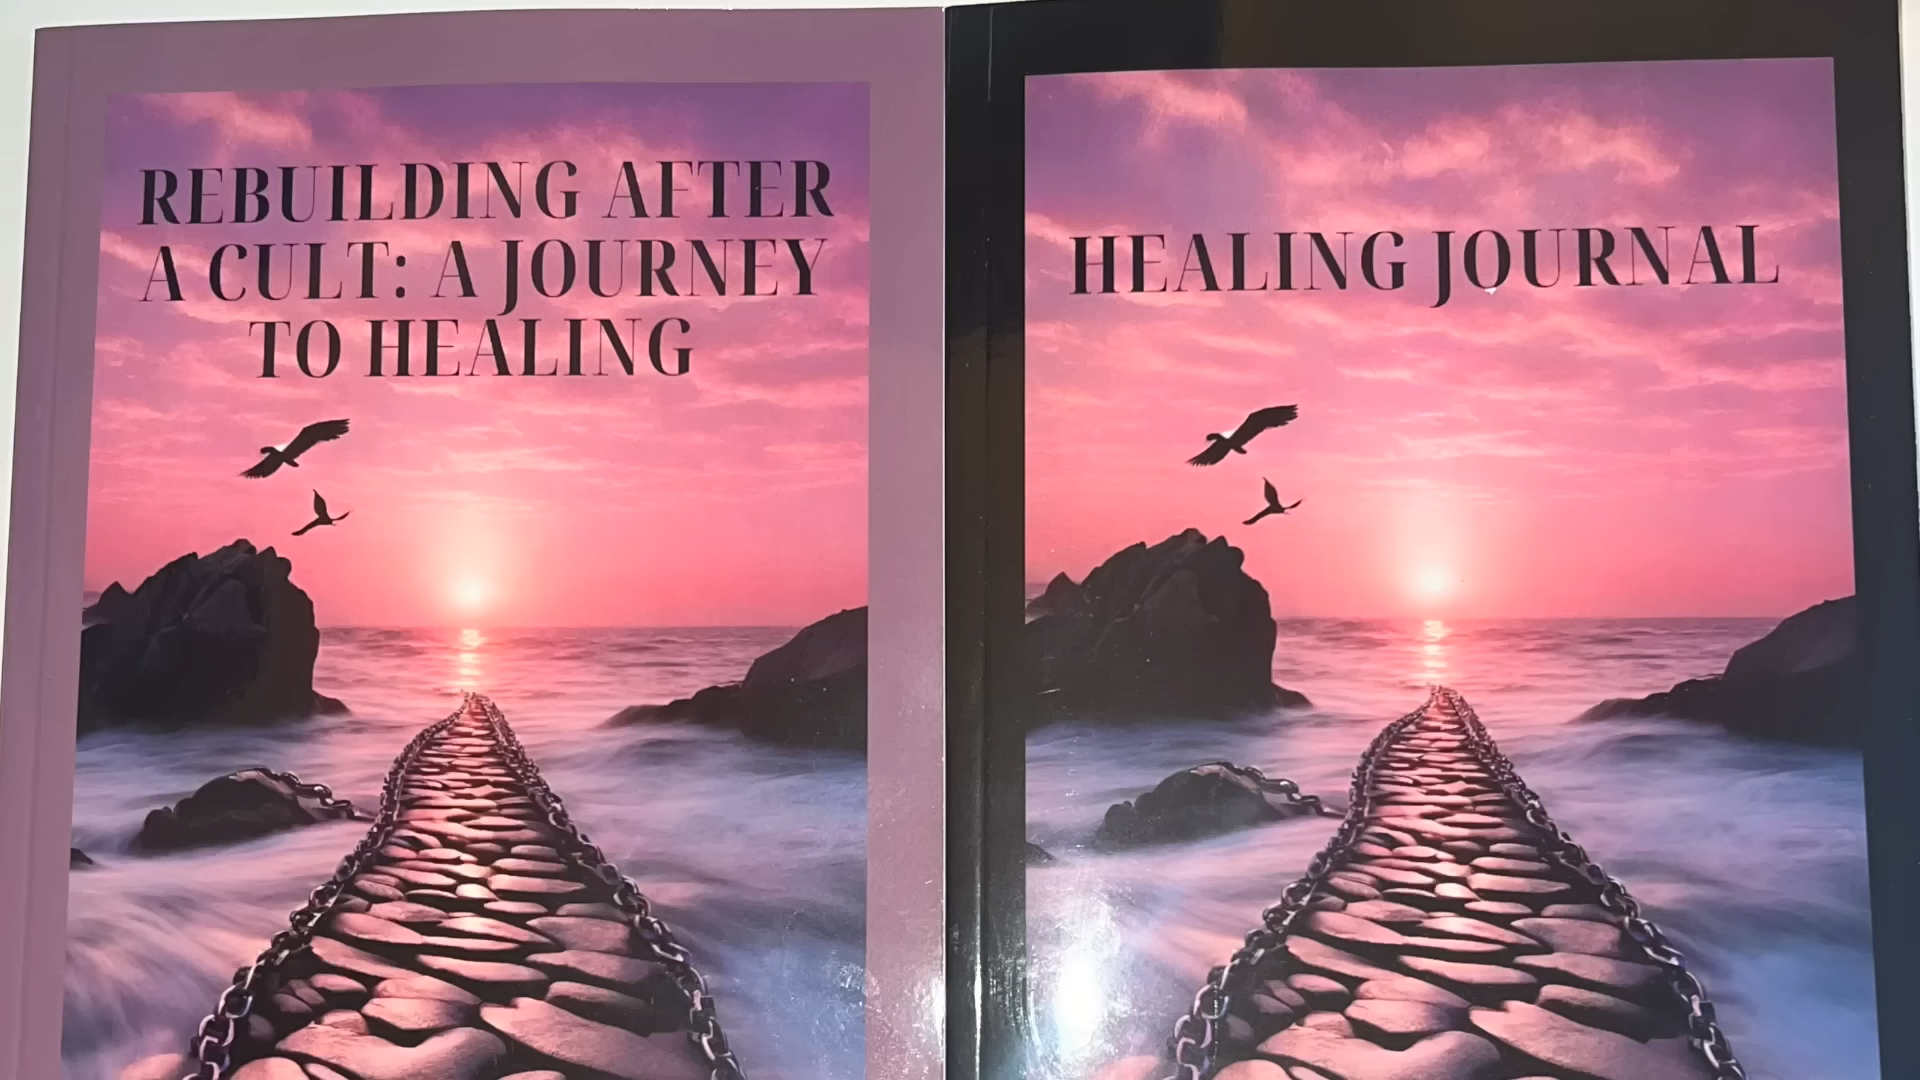 REBUILDING AFTER
A CULT: A JOURNEY
TO HEALING
HEALING JOURNAL